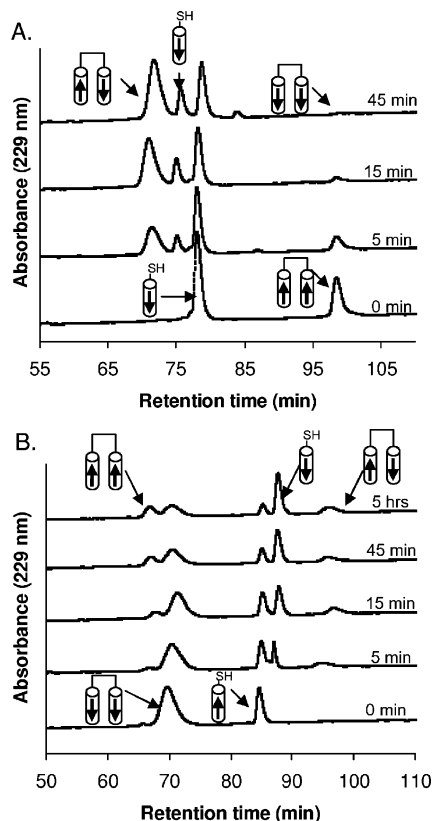 A.
SH
45 min
15 min
5 min
SH
0 min
Absorbance (229 nm)
55 65 75 85 95 105
Retention time (min)
B.
SH
5 hrs
45 min
15 min
5 min
SH
0 min
Absorbance (229 nm)
50 60 70 80 90 100 110
Retention time (min)